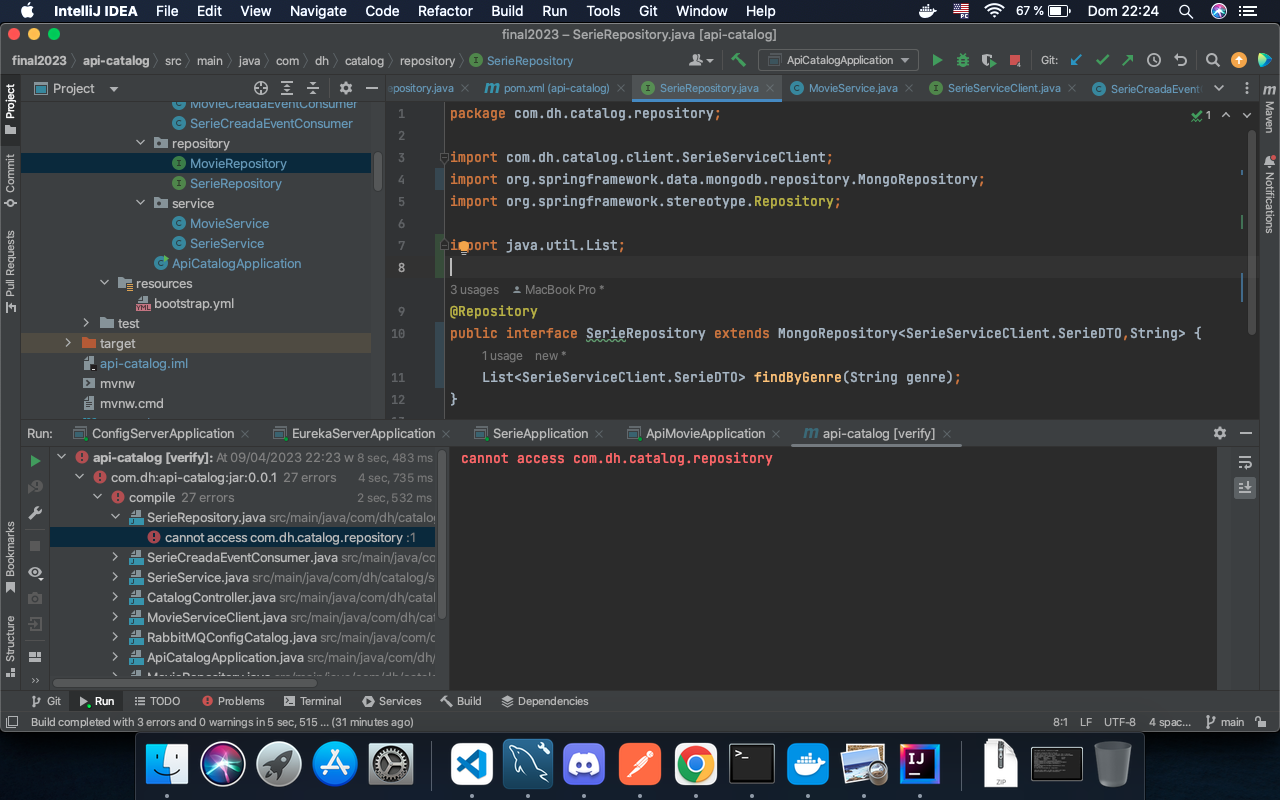 IntelliJ IDEA File Edit View Navigate Code Refactor Build Run Tools Git Window Help 67 % Dom 22:24
final2023 – SerieRepository.java [api-catalog]
final2023 api-catalog src main java com dh catalog repository SerieRepository ApiCatalogApplication Git:
Project epository.java pom.xml (api-catalog) SerieRepository.java MovieService.java SerieServiceClient.java SerieCreadaEvent
Project
Commit
Pull Requests
Bookmarks
Structure
Maven
Notifications
MovieCreadaEventConsumer
SerieCreadaEventConsumer
repository
MovieRepository
SerieRepository
service
MovieService
SerieService
ApiCatalogApplication
resources
bootstrap.yml
test
target
api-catalog.iml
mvnw
mvnw.cmd
1 package com.dh.catalog.repository; 1
2
3 import com.dh.catalog.client.SerieServiceClient;
4 import org.springframework.data.mongodb.repository.MongoRepository;
5 import org.springframework.stereotype.Repository;
6
7 import java.util.List;
8
3 usages MacBook Pro *
9 @Repository
10 public interface SerieRepository extends MongoRepository<SerieServiceClient.SerieDTO,String> {
1 usage new *
11 List<SerieServiceClient.SerieDTO> findByGenre(String genre);
12 }
Run: ConfigServerApplication EurekaServerApplication SerieApplication ApiMovieApplication api-catalog [verify]
api-catalog [verify]: At 09/04/2023 22:23 w 8 sec, 483 ms
com.dh:api-catalog:jar:0.0.1 27 errors 4 sec, 735 ms
compile 27 errors 2 sec, 532 ms
SerieRepository.java src/main/java/com/dh/catalo
cannot access com.dh.catalog.repository :1
SerieCreadaEventConsumer.java src/main/java/co
SerieService.java src/main/java/com/dh/catalog/s
CatalogController.java src/main/java/com/dh/catal
MovieServiceClient.java src/main/java/com/dh/cat
RabbitMQConfigCatalog.java src/main/java/com/d
ApiCatalogApplication.java src/main/java/com/dh/
MovieRepository.java src/main/java/com/dh/catal
cannot access com.dh.catalog.repository
Git Run TODO Problems Terminal Services Build Dependencies
Build completed with 3 errors and 0 warnings in 5 sec, 515 ... (31 minutes ago) 8:1 LF UTF-8 4 spac... main
ZIP